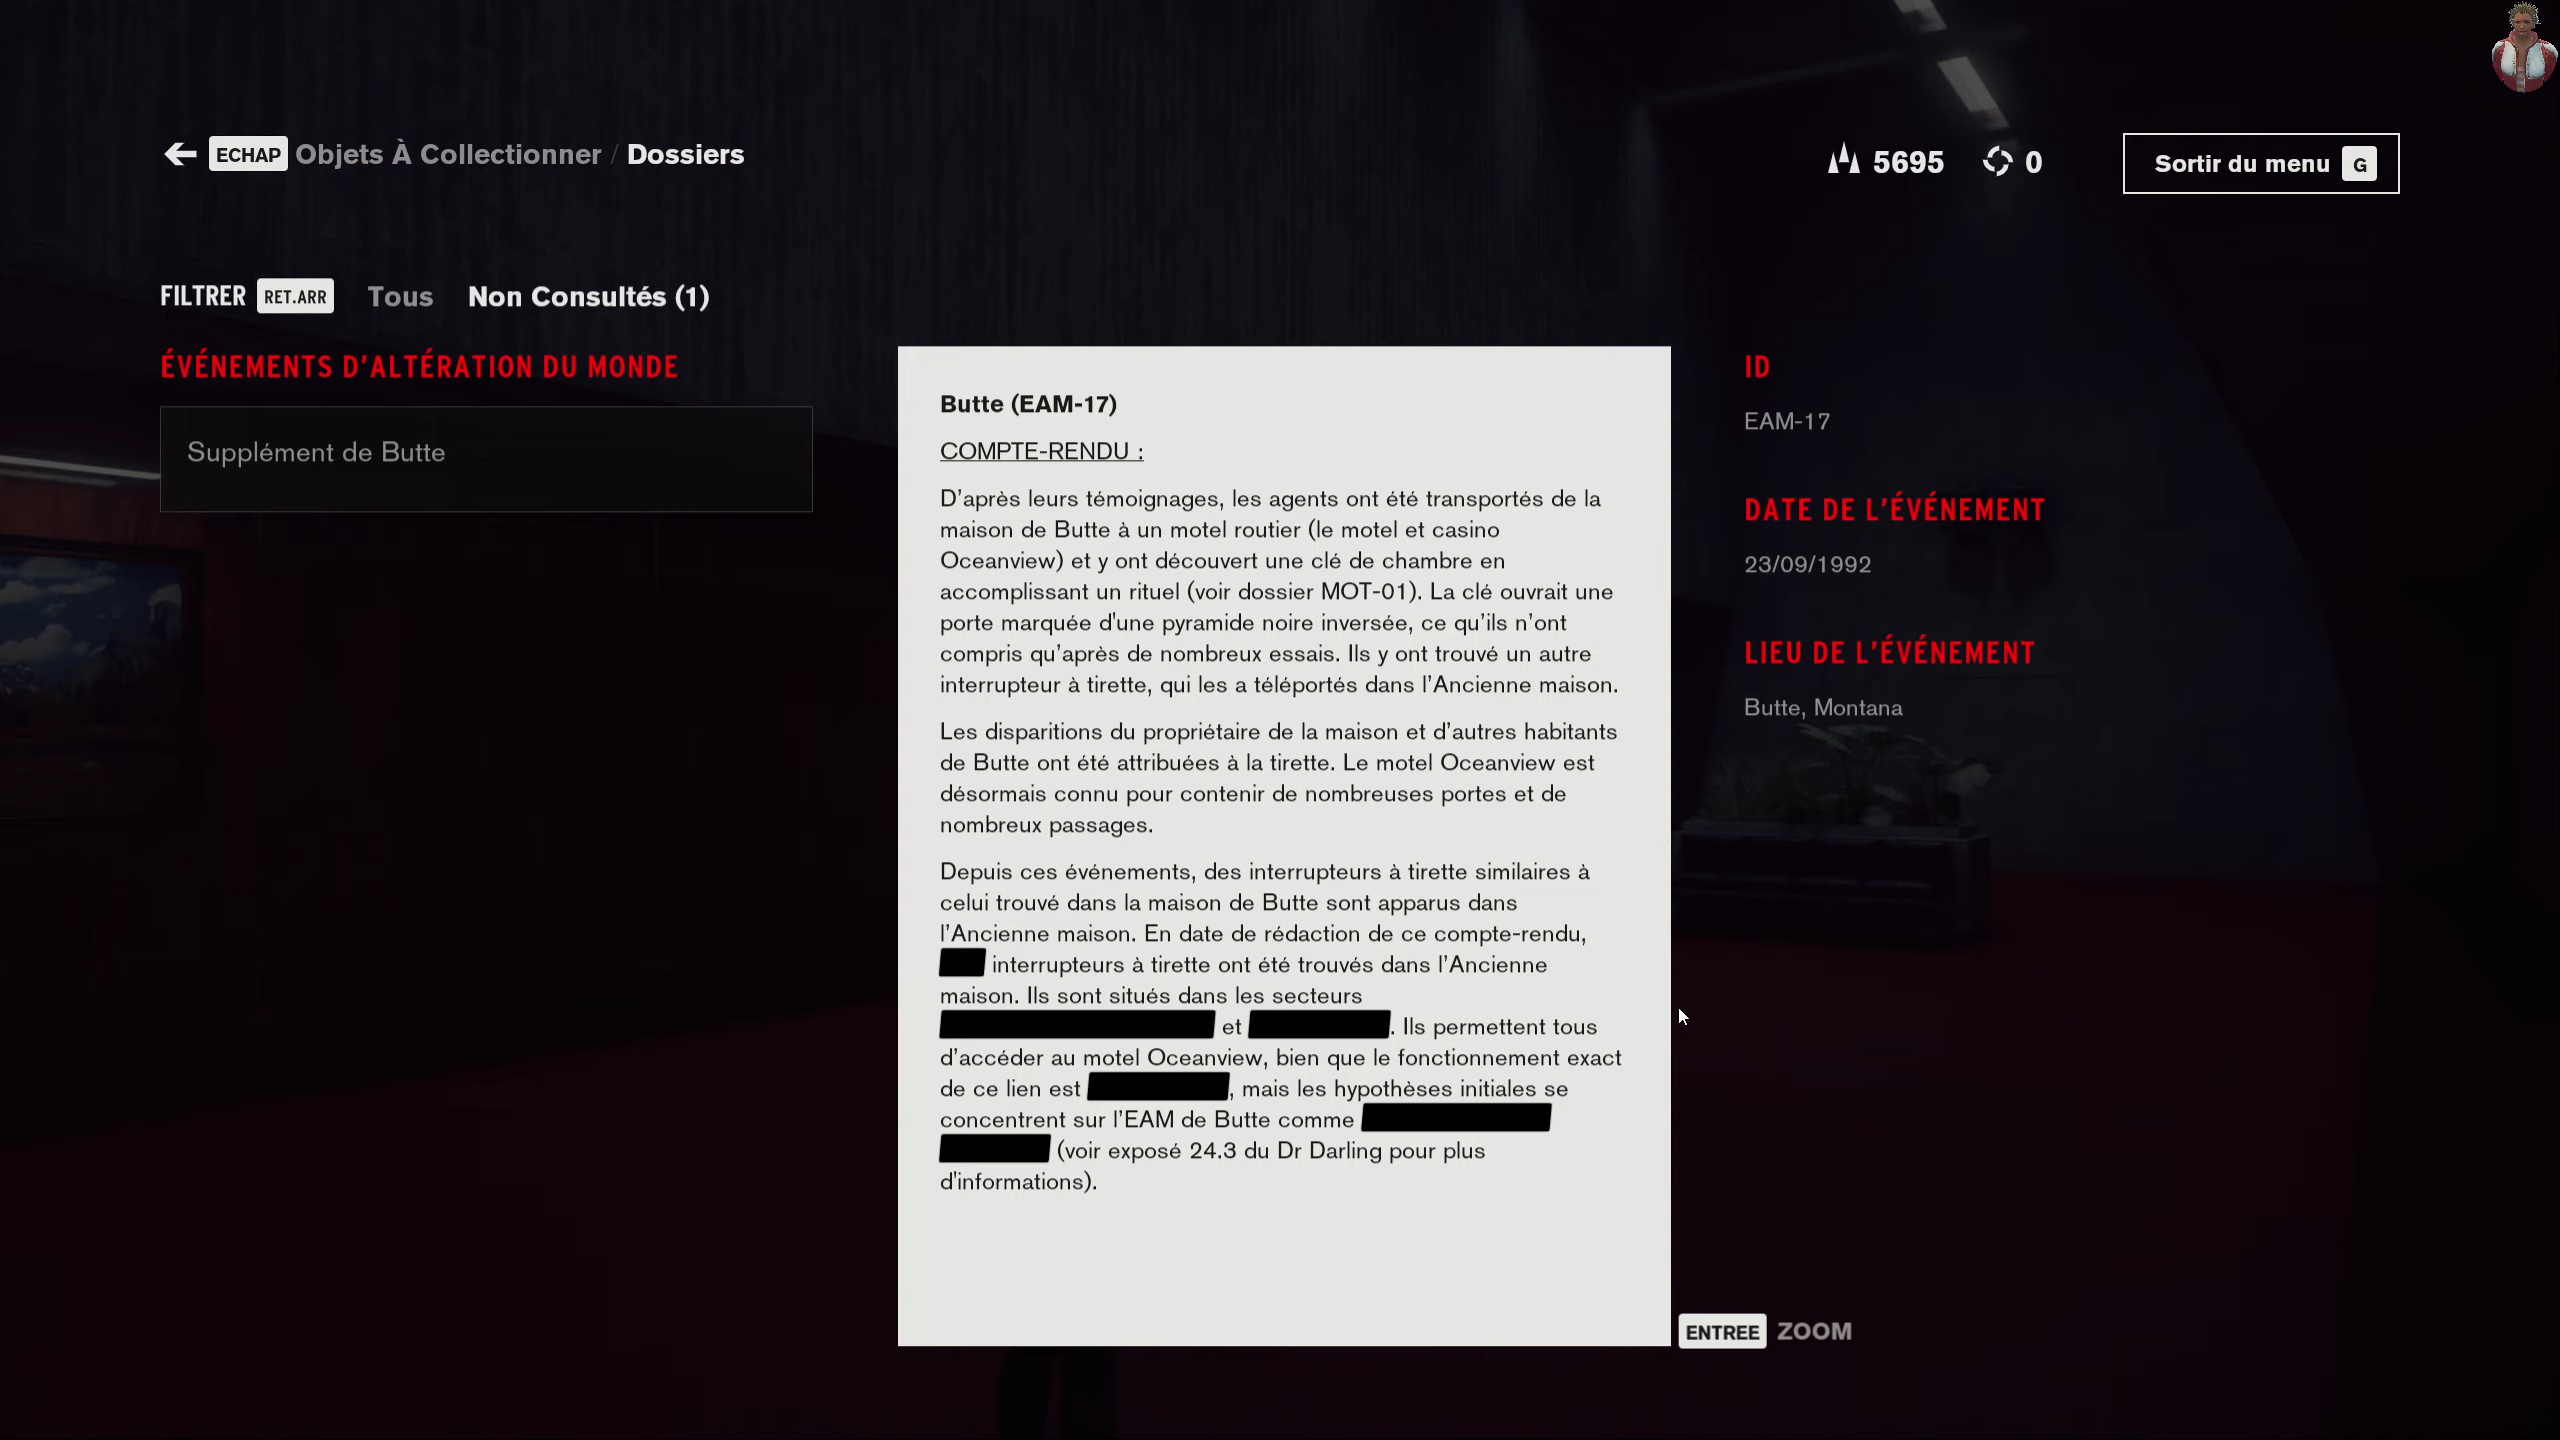 ECHAP Objets À Collectionner / Dossiers
5695 0
Sortir du menu G
FILTRER RET.ARR Tous Non Consultés (1)
ÉVÉNEMENTS D'ALTÉRATION DU MONDE
Supplément de Butte
Butte (EAM-17)
COMPTE-RENDU :
D'après leurs témoignages, les agents ont été transportés de la
maison de Butte à un motel routier (le motel et casino
Oceanview) et y ont découvert une clé de chambre en
accomplissant un rituel (voir dossier MOT-01). La clé ouvrait une
porte marquée d'une pyramide noire inversée, ce qu'ils n'ont
compris qu'après de nombreux essais. Ils y ont trouvé un autre
interrupteur à tirette, qui les a téléportés dans l'Ancienne maison.
Les disparitions du propriétaire de la maison et d'autres habitants
de Butte ont été attribuées à la tirette. Le motel Oceanview est
désormais connu pour contenir de nombreuses portes et de
nombreux passages.
Depuis ces événements, des interrupteurs à tirette similaires à
celui trouvé dans la maison de Butte sont apparus dans
l'Ancienne maison. En date de rédaction de ce compte-rendu,
interrupteurs à tirette ont été trouvés dans l'Ancienne
maison. Ils sont situés dans les secteurs
et . Ils permettent tous
d'accéder au motel Oceanview, bien que le fonctionnement exact
de ce lien est , mais les hypothèses initiales se
concentrent sur l'EAM de Butte comme
(voir exposé 24.3 du Dr Darling pour plus
d'informations).
ID
EAM-17
DATE DE L'ÉVÉNEMENT
23/09/1992
LIEU DE L'ÉVÉNEMENT
Butte, Montana
ENTREE ZOOM